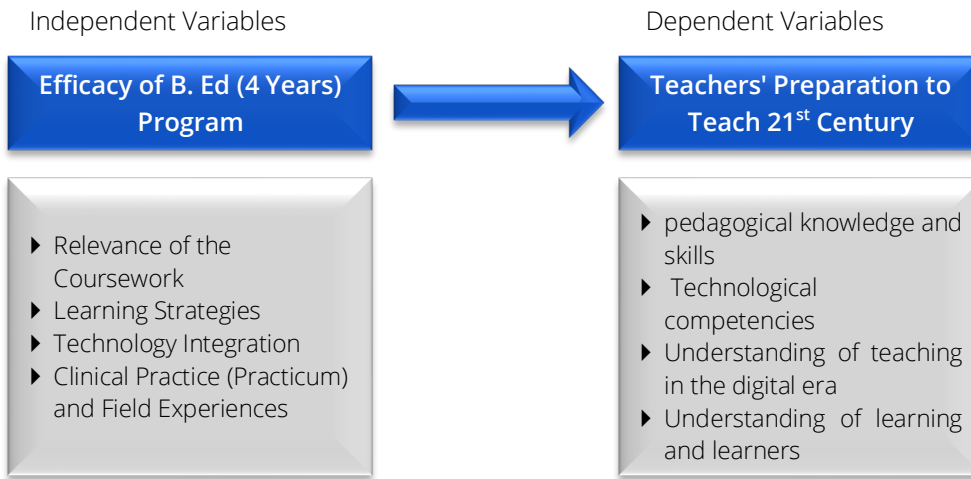 Independent Variables
Efficacy of B. Ed (4 Years)
Program
Relevance of the
Coursework
Learning Strategies
Technology Integration
Clinical Practice (Practicum)
and Field Experiences
Dependent Variables
Teachers' Preparation to
Teach 21st Century
pedagogical knowledge and
skills
Technological
competencies
Understanding of teaching
in the digital era
Understanding of learning
and learners